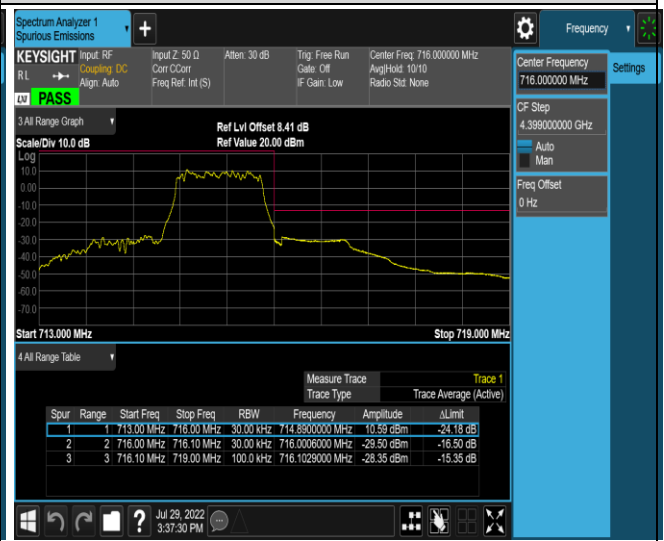 Spectrum Analyzer 1
Spurious Emissions
+
Frequency
KEYSIGHT Input: RF Input Z: 50 Ω Atten: 30 dB Trig: Free Run Center Freq: 716.000000 MHz
RL Coupling: DC Corr CCorr Gate: Off Avg|Hold: 10/10
Align: Auto Freq Ref: Int (S) IF Gain: Low Radio Std: None
LNI PASS
Center Frequency
716.000000 MHz
Settings
CF Step
4.399000000 GHz
Auto
Man
Freq Offset
0 Hz
3 All Range Graph
Ref Lvl Offset 8.41 dB
Scale/Div 10.0 dB Ref Value 20.00 dBm
Log
10.0
0.00
-10.0
-20.0
-30.0
-40.0
-50.0
-60.0
-70.0
Start 713.000 MHz Stop 719.000 MHz
4 All Range Table
Measure Trace Trace 1
Trace Type Trace Average (Active)
Spur Range Start Freq Stop Freq RBW Frequency Amplitude ΔLimit
1 1 713.00 MHz 716.00 MHz 30.00 kHz 714.8900000 MHz 10.59 dBm -24.18 dB
2 2 716.00 MHz 716.10 MHz 30.00 kHz 716.0006000 MHz -29.50 dBm -16.50 dB
3 3 716.10 MHz 719.00 MHz 100.0 kHz 716.1029000 MHz -28.35 dBm -15.35 dB
? Jul 29, 2022
3:37:30 PM